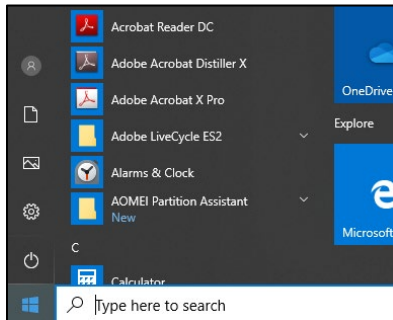 Acrobat Reader DC
Adobe Acrobat Distiller X
Adobe Acrobat X Pro
Adobe LiveCycle ES2
Alarms & Clock
AOMEI Partition Assistant
New
C
Calculator
OneDrive
Explore
Microsoft
Type here to search